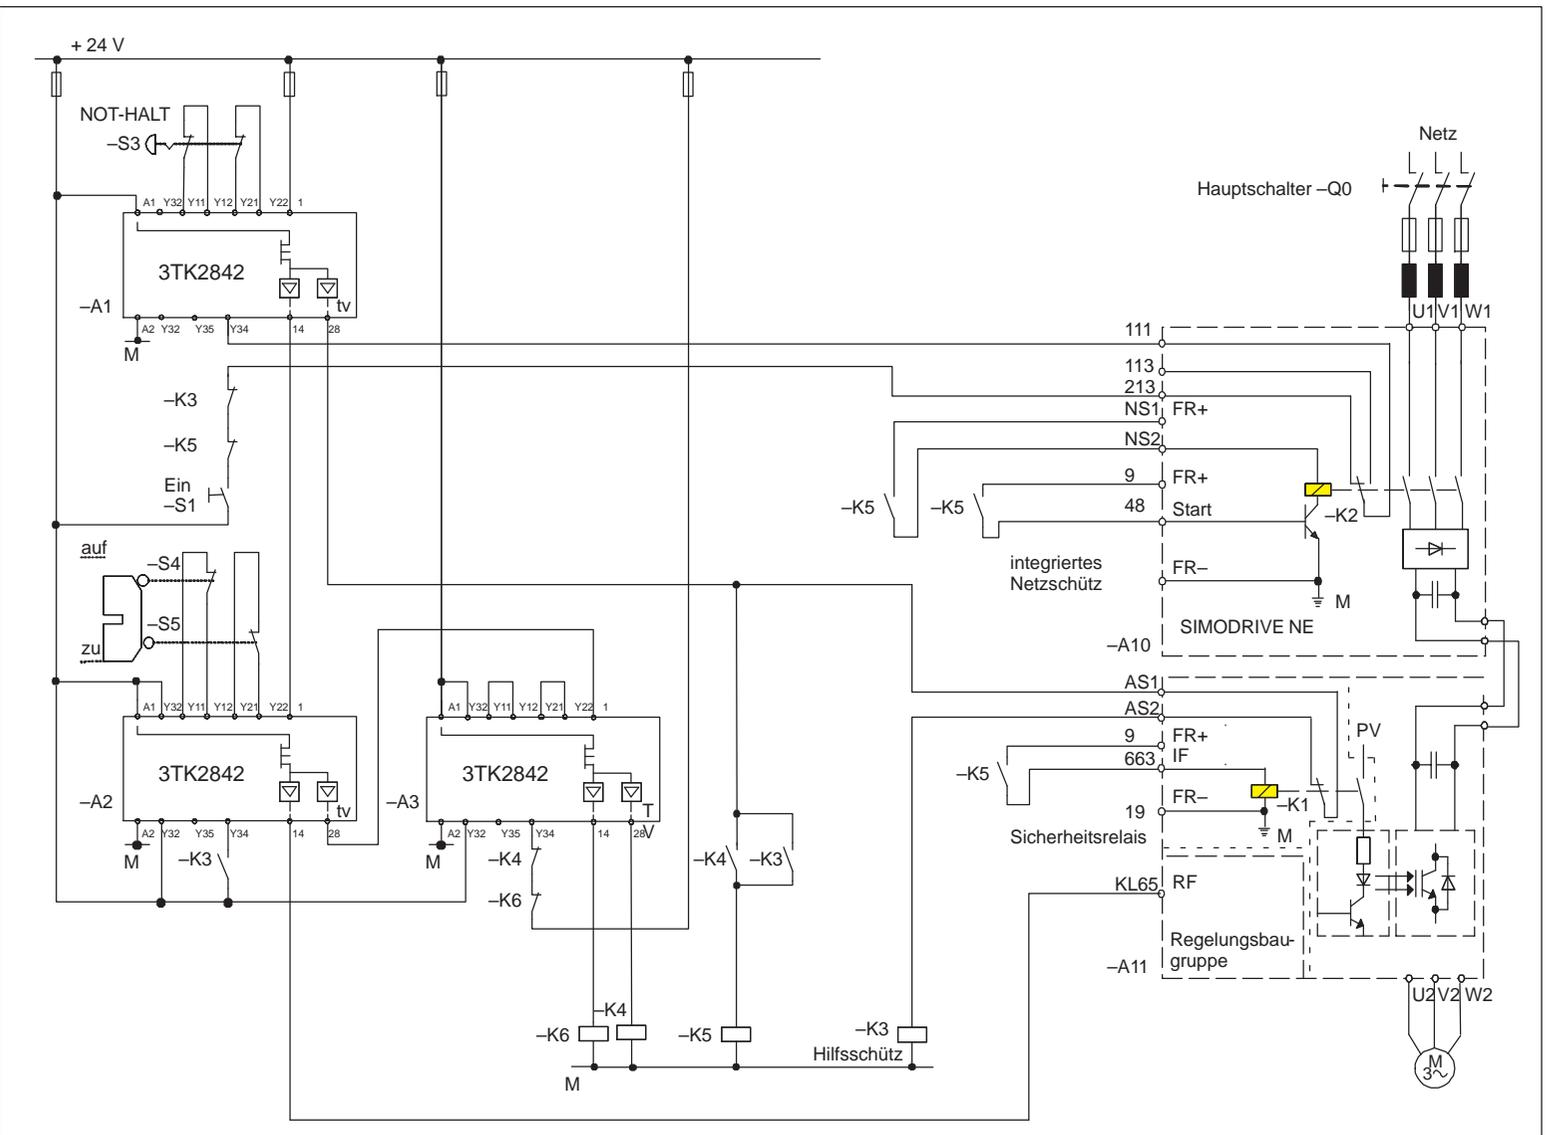 + 24 V
NOT-HALT
–S3
A1 Y32 Y11 Y12 Y21 Y22 1
3TK2842
–A1
tv
A2 Y32 Y35 Y34 14 28
M
–K3
–K5
Ein
–S1
auf
–S4
–S5
zu
A1 Y32 Y11 Y12 Y21 Y22 1
3TK2842
–A2
tv
A2 Y32 Y35 Y34 14 28
M
–K3
A1 Y32 Y11 Y12 Y21 Y22 1
3TK2842
–A3
T
V
A2 Y32 Y35 Y34 14 28
M
–K4
–K6
–K4
–K3
–K4
–K6
–K5
–K3
Hilfsschütz
M
Netz
Hauptschalter –Q0
U1 V1 W1
111
113
213
NS1 FR+
NS2
9 FR+
48 Start
–K5
–K5
–K2
integriertes
Netzschütz
FR–
M
SIMODRIVE NE
–A10
AS1
AS2
PV
9 FR+
663 IF
–K5
–K1
FR–
19
M
Sicherheitsrelais
KL65 RF
Regelungsbau-
gruppe
–A11
U2 V2 W2
M
3~